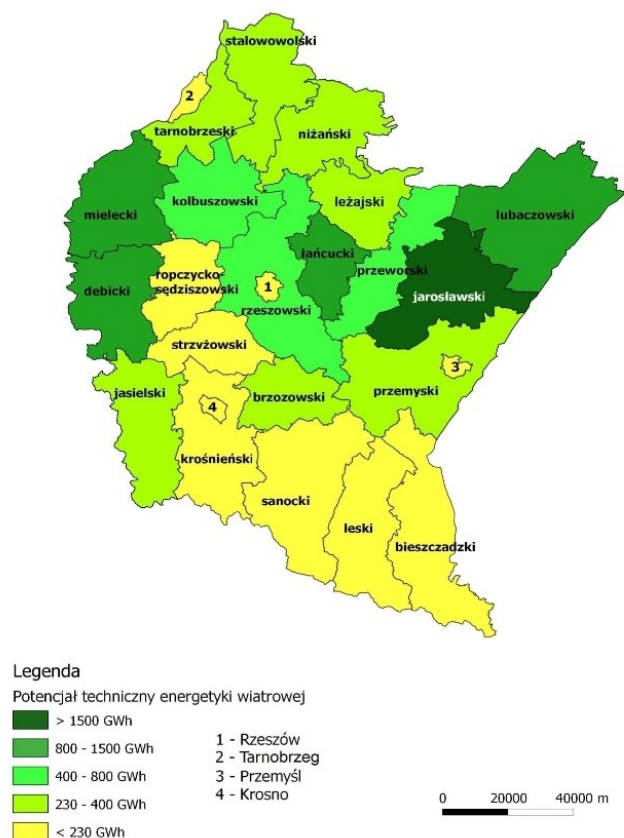 stalowowolski
2
tarnobrzeski
niżański
kolbuszowski
leżajski
mielecki
lubaczowski
łańcucki
ropczycko-
sędziszowski
przeworski
debicki
1
jarosławski
rzeszowski
strzyżowski
3
jasielski
brzozowski
przemyski
4
krośnieński
sanocki
leski
bieszczadzki
Legenda
Potencjał techniczny energetyki wiatrowej
> 1500 GWh
800 - 1500 GWh
400 - 800 GWh
230 - 400 GWh
< 230 GWh
1 - Rzeszów
2 - Tarnobrzeg
3 - Przemyśl
4 - Krosno
0 20000 40000 m